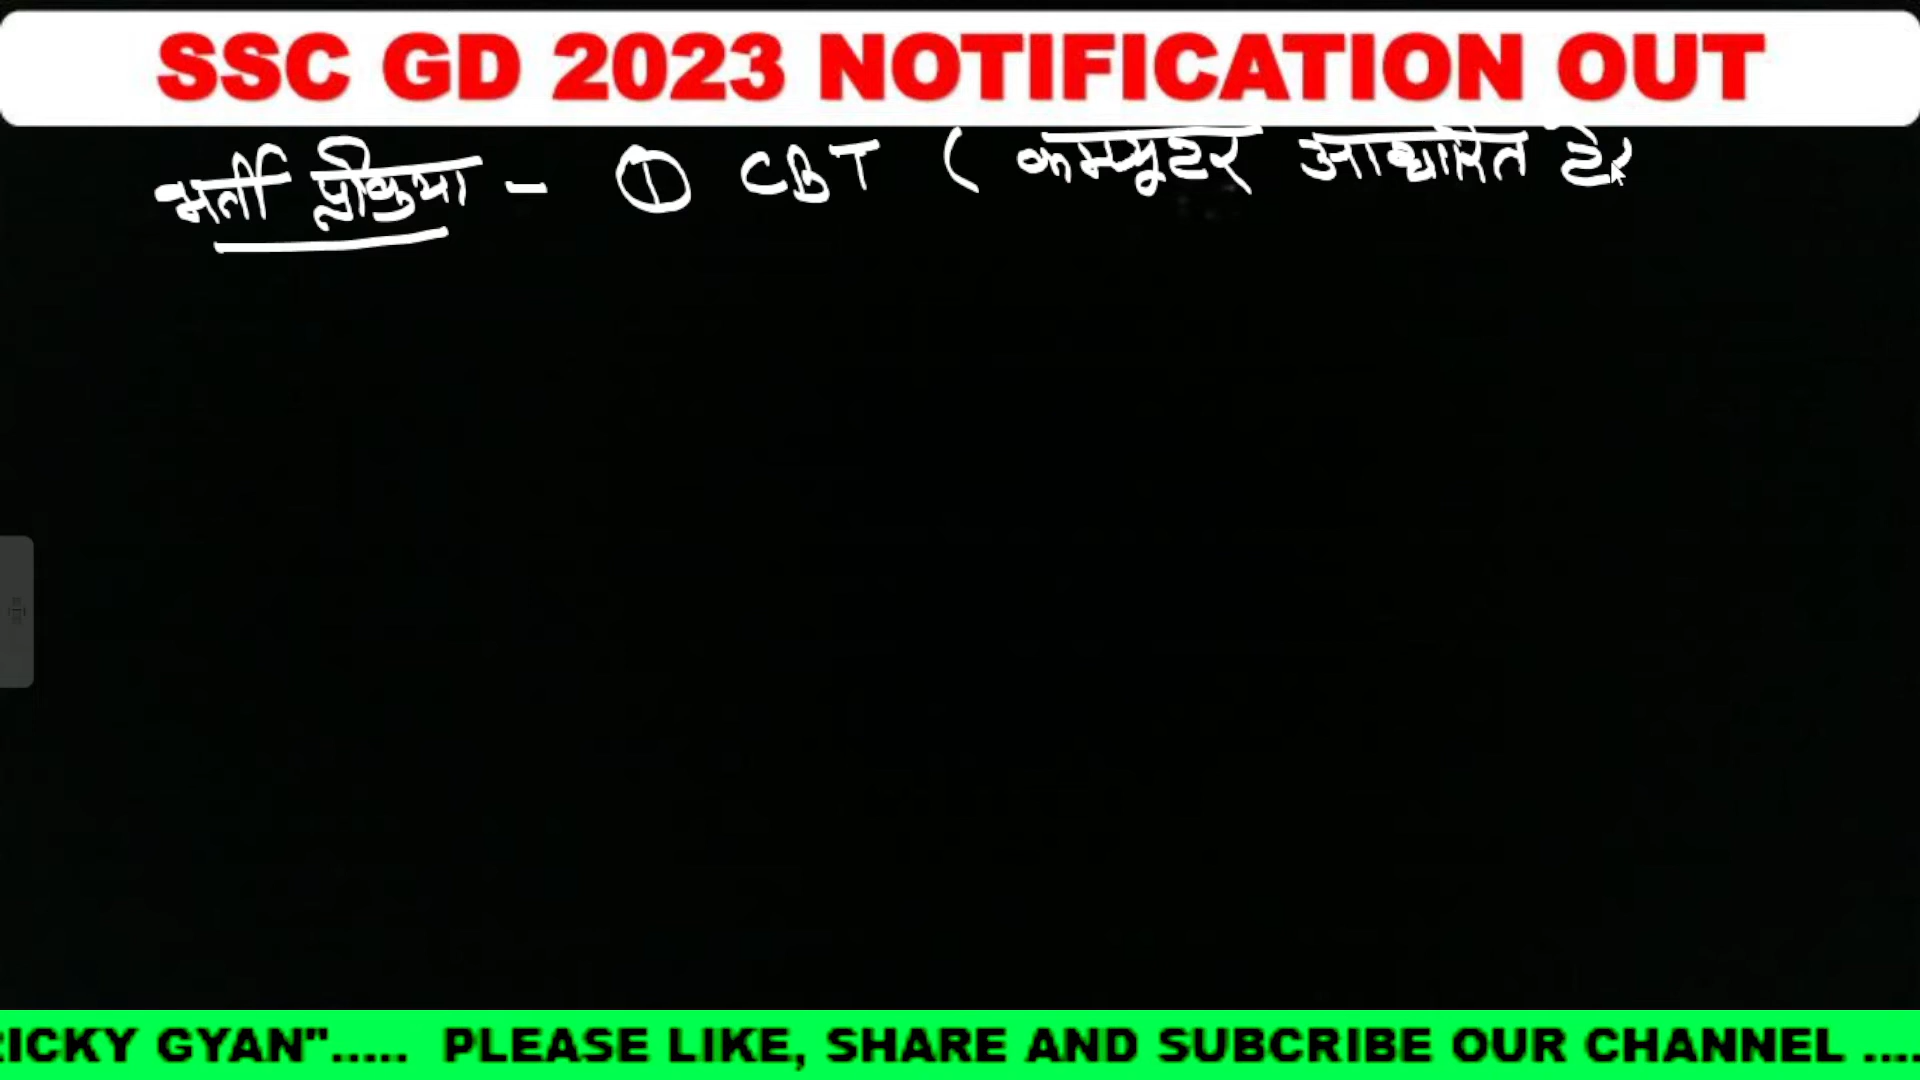 SSC GD 2023 NOTIFICATION OUT
भर्ती प्रक्रिया - ① CBT ( कम्प्यूटर आधारित
RICKY GYAN"..... PLEASE LIKE, SHARE AND SUBCRIBE OUR CHANNEL ....